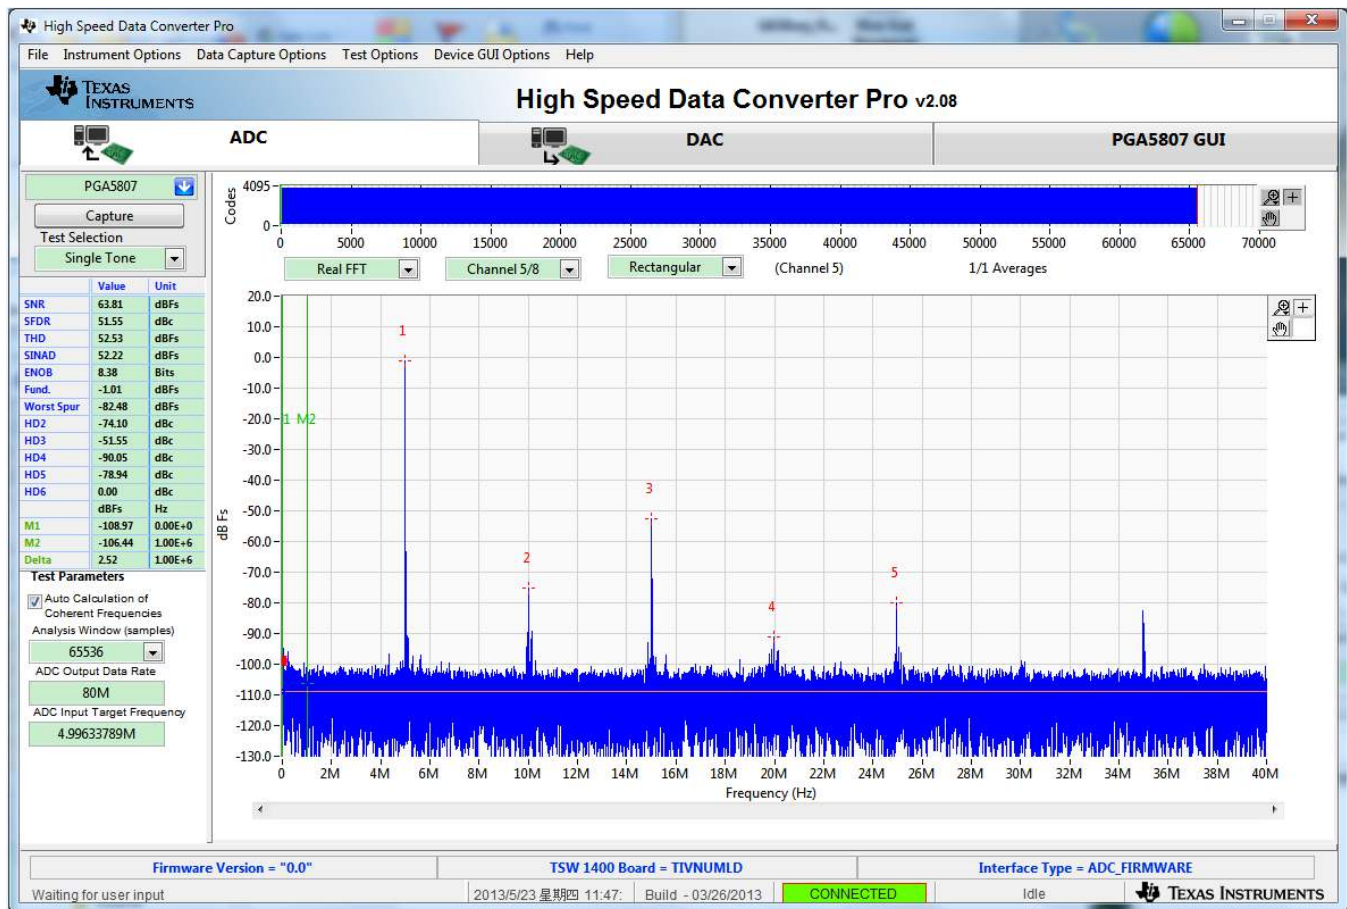 High Speed Data Converter Pro
File Instrument Options Data Capture Options Test Options Device GUI Options Help
TEXAS INSTRUMENTS
High Speed Data Converter Pro v2.08
ADC
DAC
PGA5807 GUI
PGA5807
Capture
Test Selection
Single Tone
Value Unit
SNR 63.81 dBFs
SFDR 51.55 dBc
THD 52.53 dBFs
SINAD 52.22 dBFs
ENOB 8.38 Bits
Fund. -1.01 dBFs
Worst Spur -82.48 dBFs
HD2 -74.10 dBc
HD3 -51.55 dBc
HD4 -90.05 dBc
HD5 -78.94 dBc
HD6 0.00 dBc
dBFs Hz
M1 -108.97 0.00E+0
M2 -106.44 1.00E+6
Delta 2.52 1.00E+6
Test Parameters
Auto Calculation of
Coherent Frequencies
Analysis Window (samples)
65536
ADC Output Data Rate
80M
ADC Input Target Frequency
4.99633789M
Codes
4095
0
0 5000 10000 15000 20000 25000 30000 35000 40000 45000 50000 55000 60000 65000 70000
Real FFT Channel 5/8 Rectangular (Channel 5) 1/1 Averages
dB Fs
20.0
10.0
0.0
-10.0
-20.0
-30.0
-40.0
-50.0
-60.0
-70.0
-80.0
-90.0
-100.0
-110.0
-120.0
-130.0
1 M2
1
2
3
4
5
0 2M 4M 6M 8M 10M 12M 14M 16M 18M 20M 22M 24M 26M 28M 30M 32M 34M 36M 38M 40M
Frequency (Hz)
Firmware Version = "0.0" TSW 1400 Board = TIVNUMLD Interface Type = ADC_FIRMWARE
Waiting for user input 2013/5/23 星期四 11:47: Build - 03/26/2013 CONNECTED Idle TEXAS INSTRUMENTS